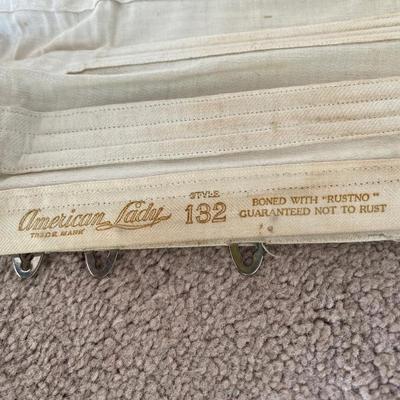 American Lady
TRADE MARK
STYLE
132
BONED WITH "RUSTNO"
GUARANTEED NOT TO RUST